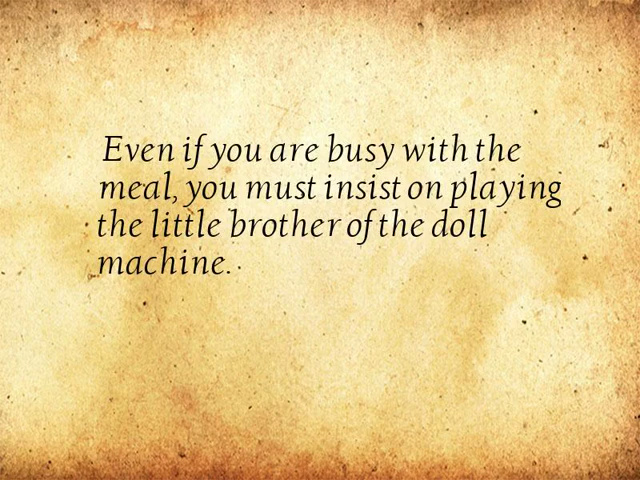 Even if you are busy with the
meal, you must insist on playing
the little brother of the doll
machine.